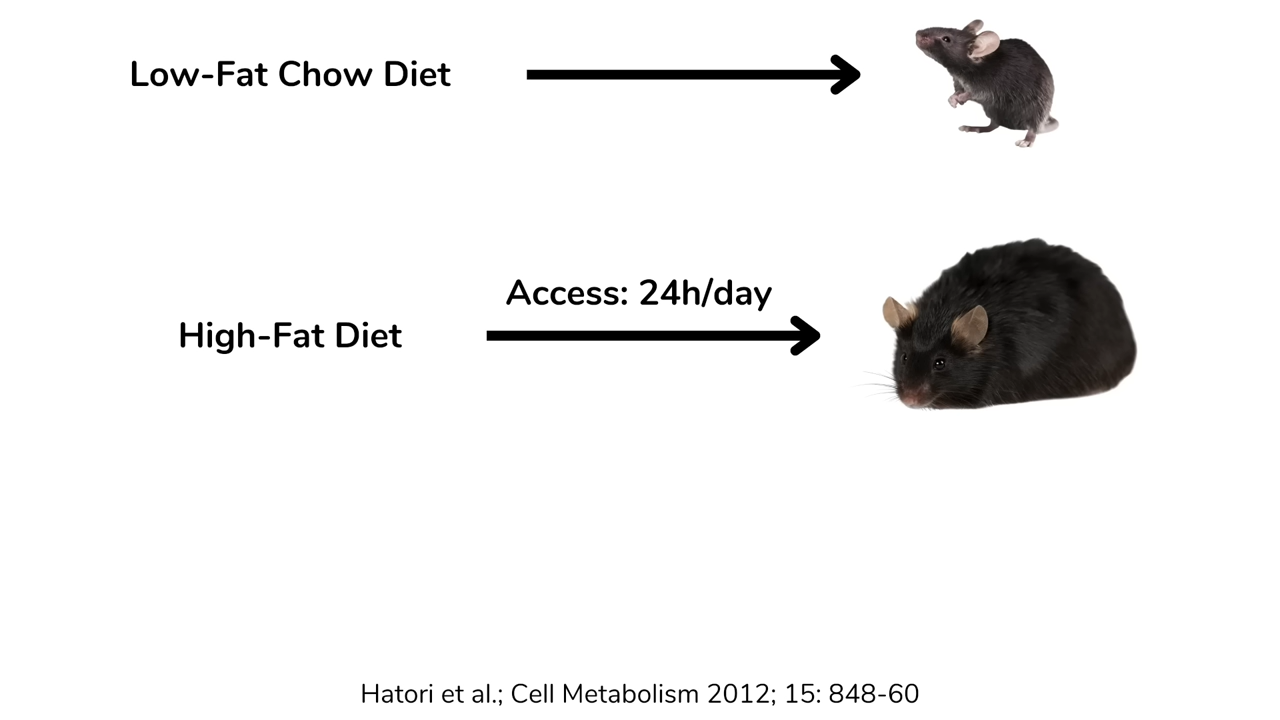 Low-Fat Chow Diet
Access: 24h/day
High-Fat Diet
Hatori et al.; Cell Metabolism 2012; 15: 848-60